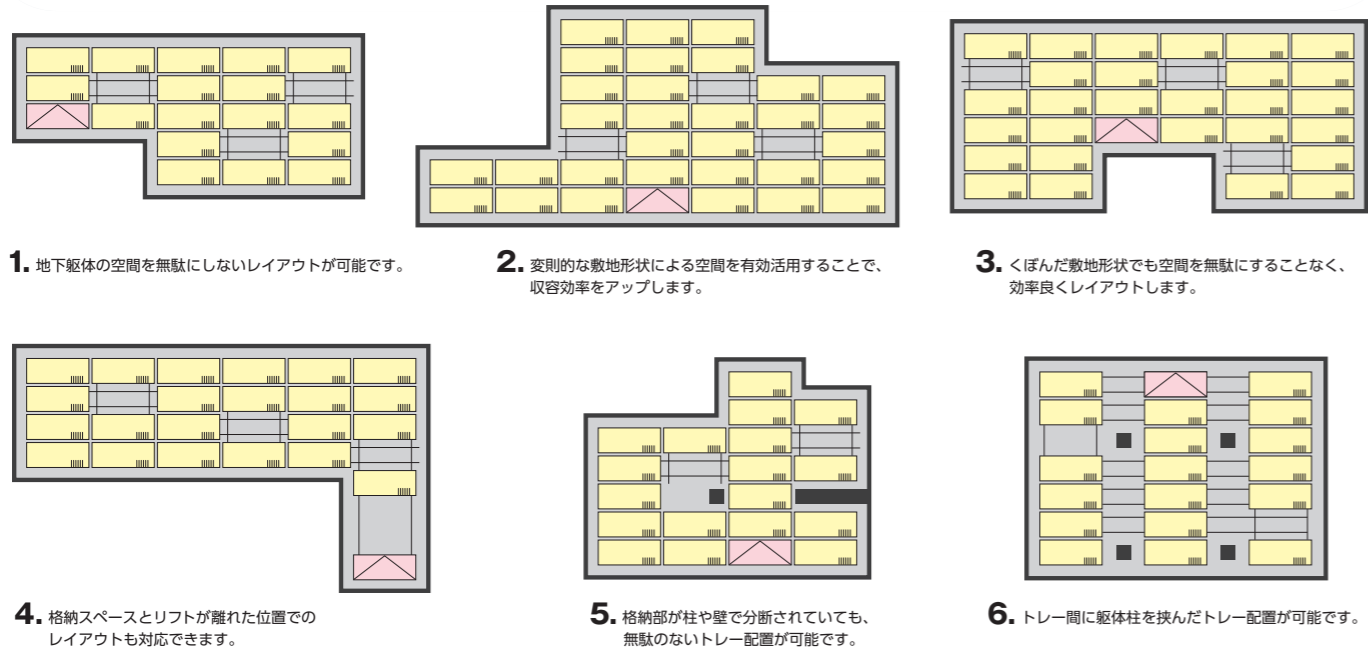 1. 地下躯体の空間を無駄にしないレイアウトが可能です。
2. 変則的な敷地形状による空間を有効活用することで、
収容効率をアップします。
3. くぼんだ敷地形状でも空間を無駄にすることなく、
効率良くレイアウトします。
4. 格納スペースとリフトが離れた位置での
レイアウトも対応できます。
5. 格納部が柱や壁で分断されていても、
無駄のないトレー配置が可能です。
6. トレー間に躯体柱を挟んだトレー配置が可能です。